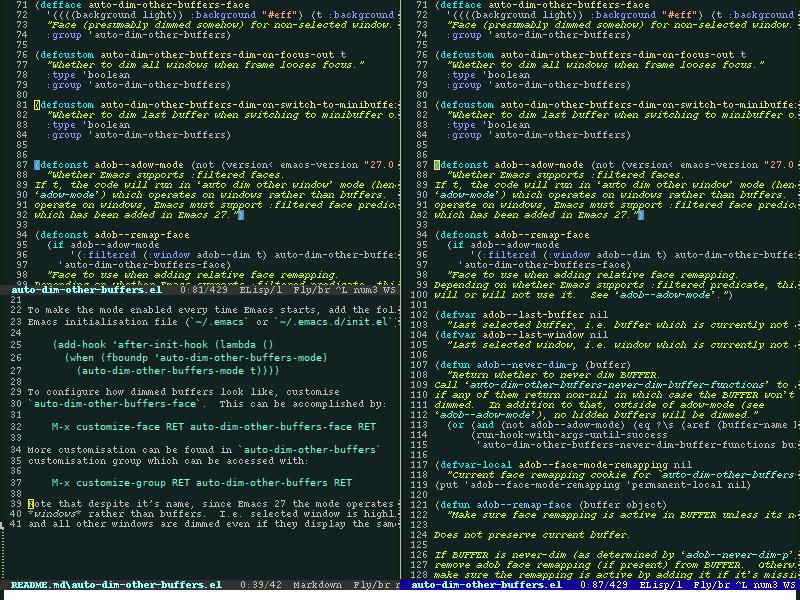 71 (defface auto-dim-other-buffers-face
72   '((((background light)) :background "#eff") (t :background
73   "Face (presumably dimmed somehow) for non-selected window.
74   :group 'auto-dim-other-buffers)
75
76 (defcustom auto-dim-other-buffers-dim-on-focus-out t
77   "Whether to dim all windows when frame looses focus."
78   :type 'boolean
79   :group 'auto-dim-other-buffers)
80
81 (defcustom auto-dim-other-buffers-dim-on-switch-to-minibuffe
82   "Whether to dim last buffer when switching to minibuffer o
83   :type 'boolean
84   :group 'auto-dim-other-buffers)
85
86
87 (defconst adob--adow-mode (not (version< emacs-version "27.0
88   "Whether Emacs supports :filtered faces.
89 If t, the code will run in ‘auto dim other window’ mode (hen
90 ‘adow-mode’) which operates on windows rather than buffers.
91 operate on windows, Emacs must support :filtered face predic
92 which has been added in Emacs 27.")
93
94 (defconst adob--remap-face
95   (if adob--adow-mode
96       '(:filtered (:window adob--dim t) auto-dim-other-buffe
97     'auto-dim-other-buffers-face)
98   "Face to use when adding relative face remapping.
99 Depending on whether Emacs supports :filtered predicate, thi
auto-dim-other-buffers.el   0:81/429  ELisp/l  Fly/br ^L num3 WS
21
22 To make the mode enabled every time Emacs starts, add the fol
23 Emacs initialisation file (`~/.emacs` or `~/.emacs.d/init.el`
24
25     (add-hook 'after-init-hook (lambda ()
26       (when (fboundp 'auto-dim-other-buffers-mode)
27         (auto-dim-other-buffers-mode t))))
28
29 To configure how dimmed buffers look like, customise
30 `auto-dim-other-buffers-face`.  This can be accomplished by:
31
32     M-x customize-face RET auto-dim-other-buffers-face RET
33
34 More customisation can be found in `auto-dim-other-buffers`
35 customisation group which can be accessed with:
36
37     M-x customize-group RET auto-dim-other-buffers RET
38
39 Note that despite it’s name, since Emacs 27 the mode operates
40 *windows* rather than buffers.  I.e. selected window is highl
41 and all other windows are dimmed even if they display the sam
README.md\auto-dim-other-buffers.el   0:39/42  Markdown  Fly/br
71 (defface auto-dim-other-buffers-face
72   '((((background light)) :background "#eff") (t :background
73   "Face (presumably dimmed somehow) for non-selected window.
74   :group 'auto-dim-other-buffers)
75
76 (defcustom auto-dim-other-buffers-dim-on-focus-out t
77   "Whether to dim all windows when frame looses focus."
78   :type 'boolean
79   :group 'auto-dim-other-buffers)
80
81 (defcustom auto-dim-other-buffers-dim-on-switch-to-minibuffe
82   "Whether to dim last buffer when switching to minibuffer o
83   :type 'boolean
84   :group 'auto-dim-other-buffers)
85
86
87 (defconst adob--adow-mode (not (version< emacs-version "27.0
88   "Whether Emacs supports :filtered faces.
89 If t, the code will run in ‘auto dim other window’ mode (hen
90 ‘adow-mode’) which operates on windows rather than buffers.
91 operate on windows, Emacs must support :filtered face predic
92 which has been added in Emacs 27.")
93
94 (defconst adob--remap-face
95   (if adob--adow-mode
96       '(:filtered (:window adob--dim t) auto-dim-other-buffe
97     'auto-dim-other-buffers-face)
98   "Face to use when adding relative face remapping.
99 Depending on whether Emacs supports :filtered predicate, thi
100 will or will not use it.  See ‘adob--adow-mode’.")
101
102 (defvar adob--last-buffer nil
103   "Last selected buffer, i.e. buffer which is currently not
104 (defvar adob--last-window nil
105   "Last selected window, i.e. window which is currently not
106
107 (defun adob--never-dim-p (buffer)
108   "Return whether to never dim BUFFER.
109 Call ‘auto-dim-other-buffers-never-dim-buffer-functions’ to
110 if any of them return non-nil in which case the BUFFER won’t
111 dimmed.  In addition to that, outside of adow-mode (see
112 ‘adob--adow-mode’), no hidden buffers will be dimmed."
113   (or (and (not adob--adow-mode) (eq ?\s (aref (buffer-name b
114       (run-hook-with-args-until-success
115        'auto-dim-other-buffers-never-dim-buffer-functions bu
116
117 (defvar-local adob--face-mode-remapping nil
118   "Current face remapping cookie for ‘auto-dim-other-buffers
119 (put 'adob--face-mode-remapping 'permanent-local nil)
120
121 (defun adob--remap-face (buffer object)
122   "Make sure face remapping is active in BUFFER unless its n
123
124 Does not preserve current buffer.
125
126 If BUFFER is never-dim (as determined by ‘adob--never-dim-p’
127 remove adob face remapping (if present) from BUFFER.  Otherw
128 make sure the remapping is active by adding it if it’s missi
auto-dim-other-buffers.el   0:87/429  ELisp/l  Fly/br ^L num3 WS